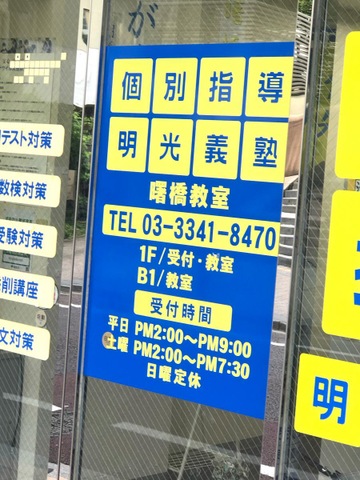 が
個別指導
明光義塾
曙橋教室
TEL 03-3341-8470
1F/受付・教室
B1/教室
受付時間
平日 PM2:00〜PM9:00
土曜 PM2:00〜PM7:30
日曜定休
テスト対策
数検対策
受験対策
削講座
文対策
明